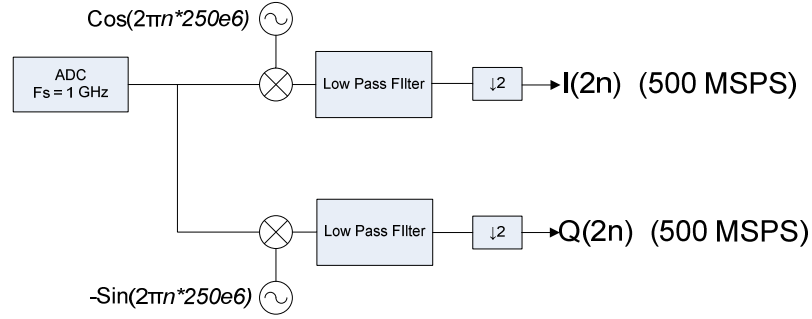 Cos(2πn*250e6)
ADC
Fs = 1 GHz
Low Pass FIlter
↓2
I(2n) (500 MSPS)
Low Pass FIlter
↓2
Q(2n) (500 MSPS)
-Sin(2πn*250e6)